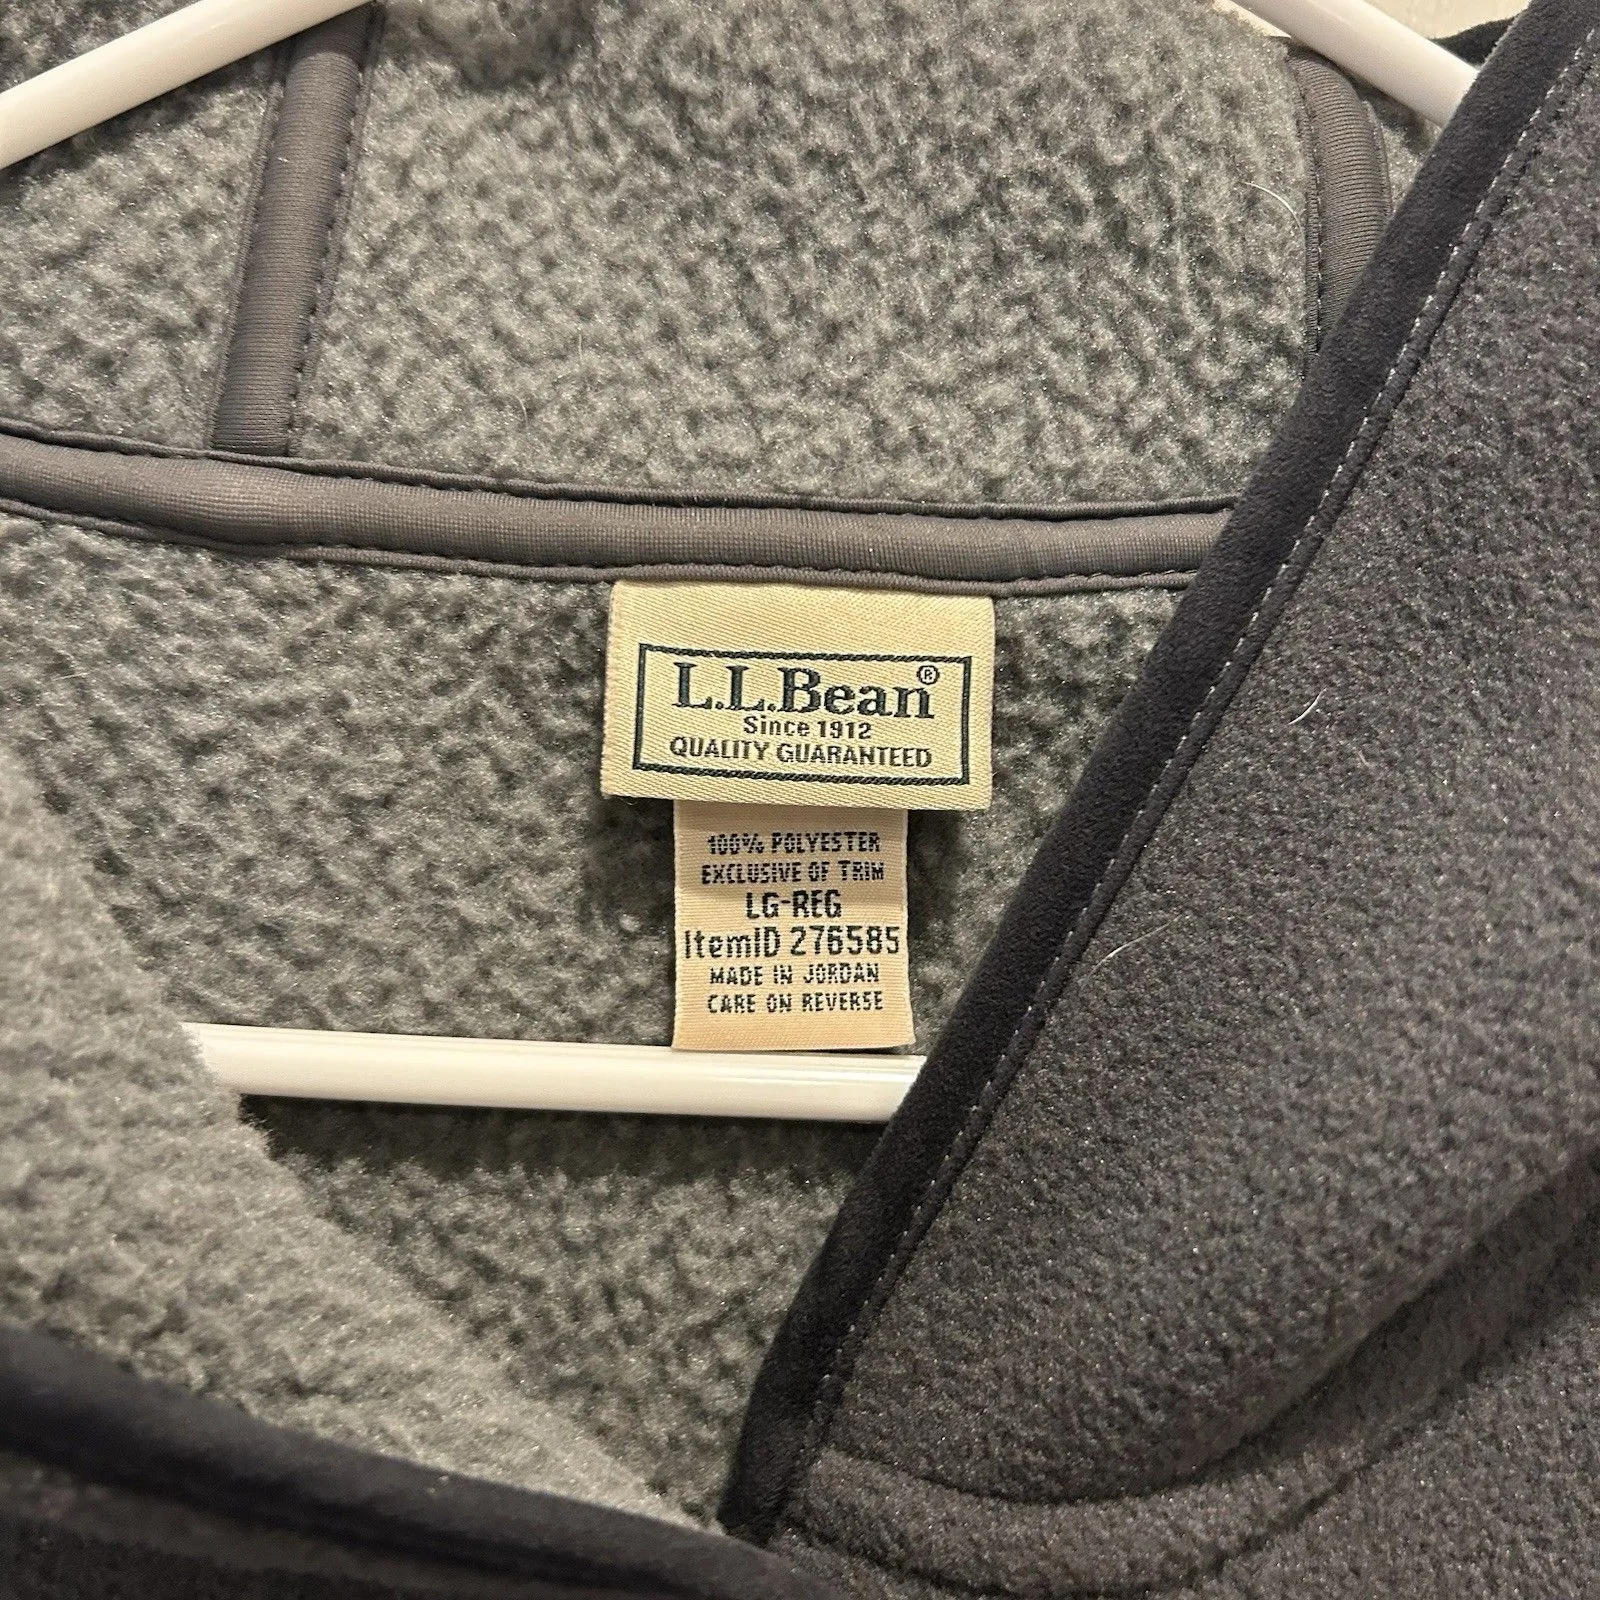 L.L.Bean®
Since 1912
QUALITY GUARANTEED
100% POLYESTER
EXCLUSIVE OF TRIM
LG-REG
ItemID 276585
MADE IN JORDAN
CARE ON REVERSE